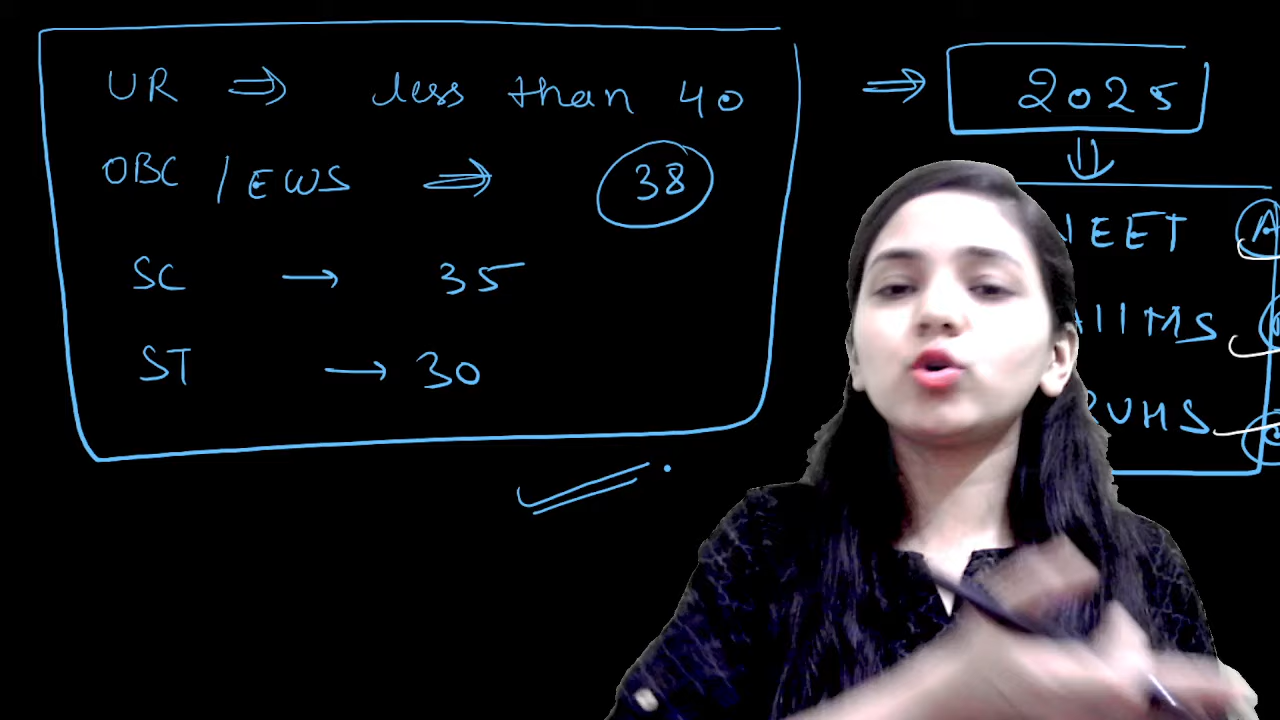 UR ⇒ less than 40
OBC / EWS ⇒ 38
SC → 35
ST → 30
⇒ 2025
⇓
A